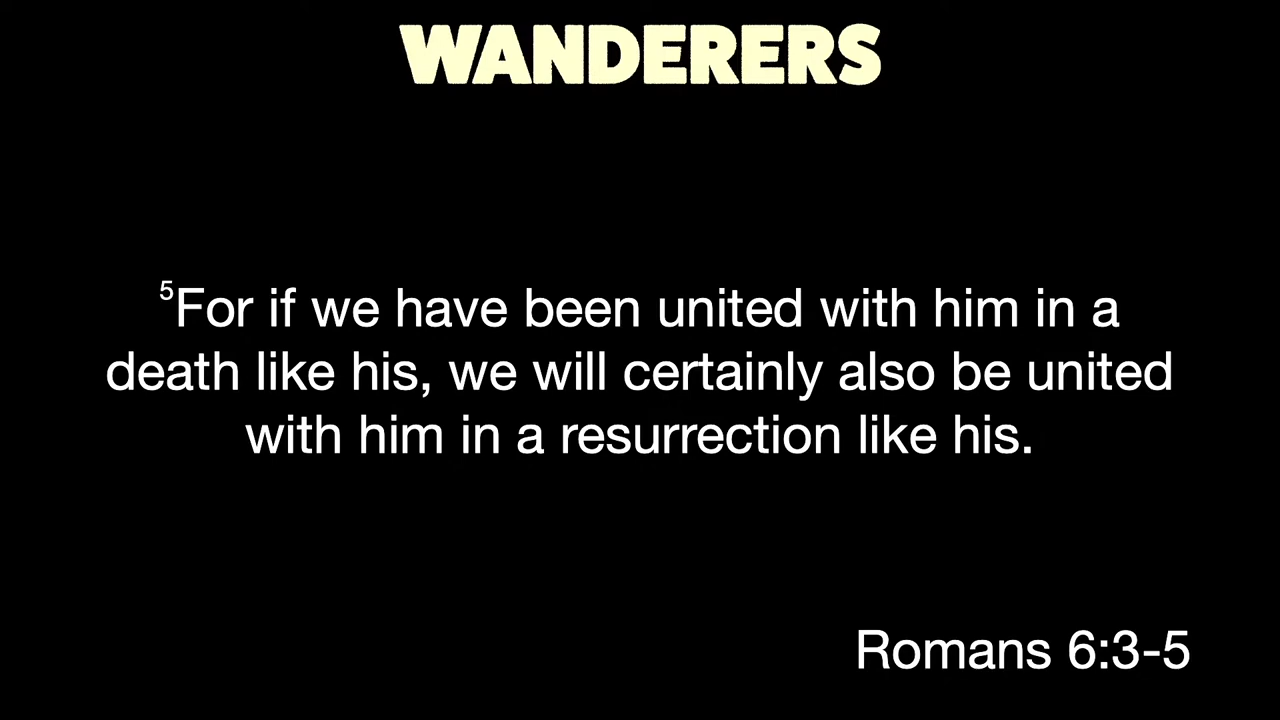 WANDERERS
⁵For if we have been united with him in a
death like his, we will certainly also be united
with him in a resurrection like his.
Romans 6:3-5